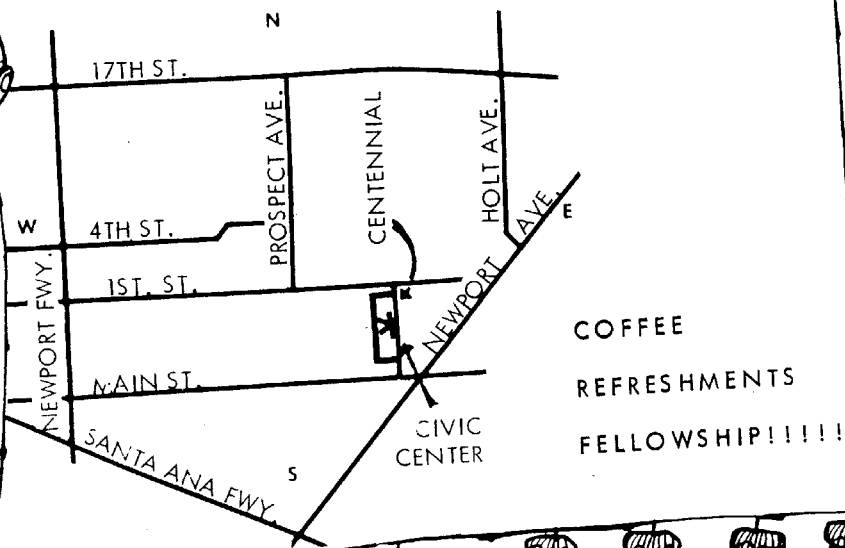 N
17TH ST.
PROSPECT AVE.
CENTENNIAL
HOLT AVE.
W
4TH ST.
E
NEWPORT AVE.
1ST. ST.
NEWPORT FWY.
MAIN ST.
COFFEE
REFRESHMENTS
FELLOWSHIP!!!!!
CIVIC
CENTER
SANTA ANA FWY.
S